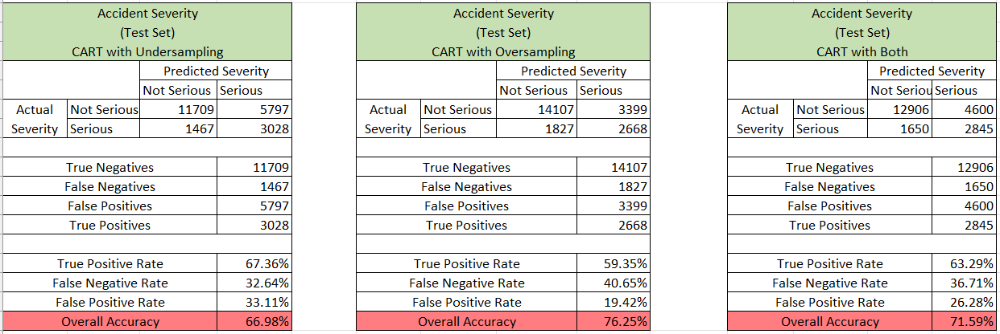 Accident Severity
(Test Set)
CART with Undersampling
Predicted Severity
Not Serious Serious
Actual Not Serious 11709 5797
Severity Serious 1467 3028
True Negatives 11709
False Negatives 1467
False Positives 5797
True Positives 3028
True Positive Rate 67.36%
False Negative Rate 32.64%
False Positive Rate 33.11%
Overall Accuracy 66.98%
Accident Severity
(Test Set)
CART with Oversampling
Predicted Severity
Not Serious Serious
Actual Not Serious 14107 3399
Severity Serious 1827 2668
True Negatives 14107
False Negatives 1827
False Positives 3399
True Positives 2668
True Positive Rate 59.35%
False Negative Rate 40.65%
False Positive Rate 19.42%
Overall Accuracy 76.25%
Accident Severity
(Test Set)
CART with Both
Predicted Severity
Not Seriou Serious
Actual Not Serious 12906 4600
Severity Serious 1650 2845
True Negatives 12906
False Negatives 1650
False Positives 4600
True Positives 2845
True Positive Rate 63.29%
False Negative Rate 36.71%
False Positive Rate 26.28%
Overall Accuracy 71.59%